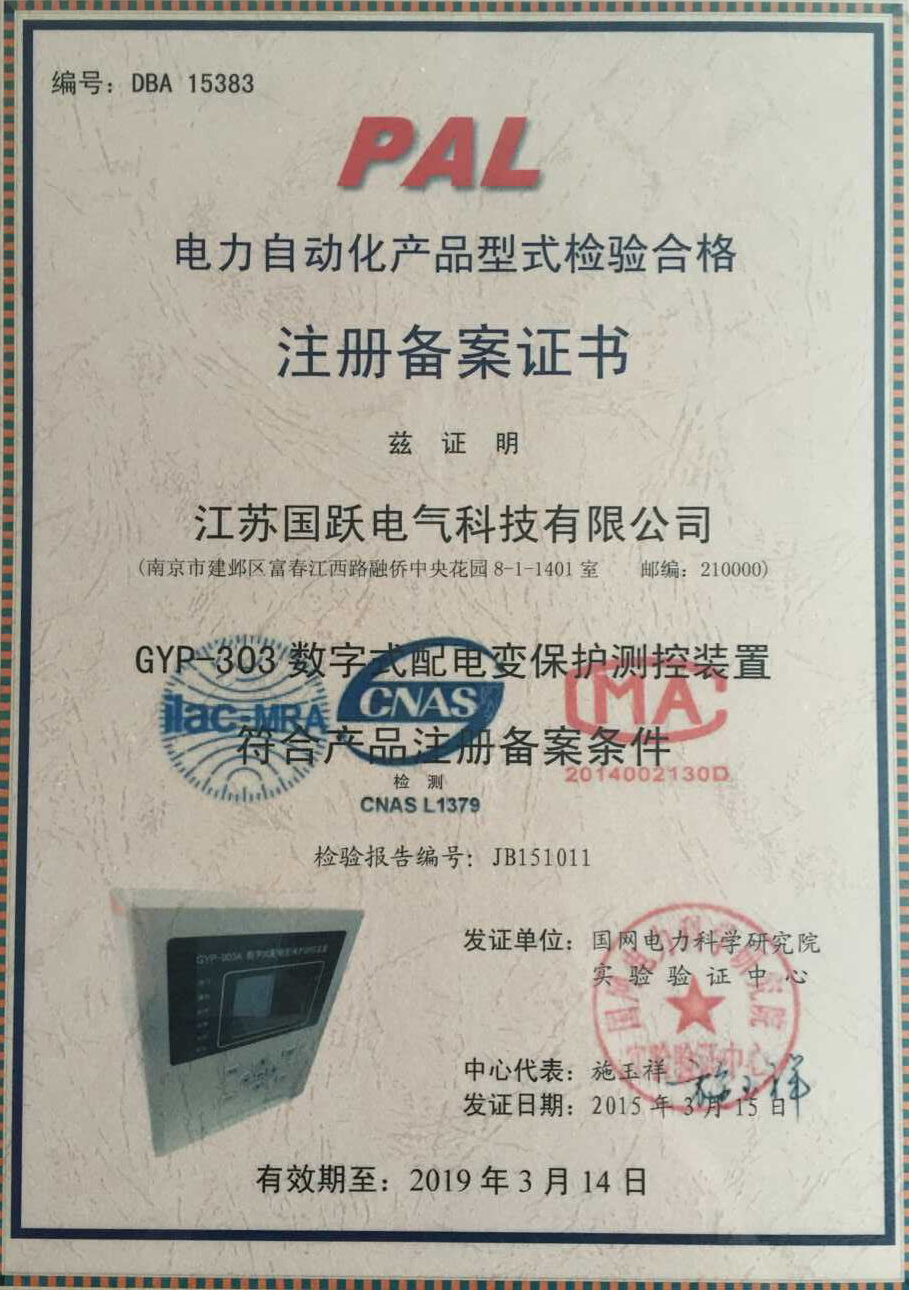 编号：DBA 15383
PAL
电力自动化产品型式检验合格
注册备案证书
兹 证 明
江苏国跃电气科技有限公司
(南京市建邺区富春江西路融侨中央花园 8-1-1401 室 邮编：210000)
GYP-303 数字式配电变保护测控装置
ilac-MRA
CNAS
MA
符合产品注册备案条件
检 测
2014002130D
CNAS L1379
检验报告编号：JB151011
发证单位：国网电力科学研究院
实 验 验 证 中 心
中心代表：施玉祥
发证日期：2015 年 3 月 15 日
有效期至：2019 年 3 月 14 日